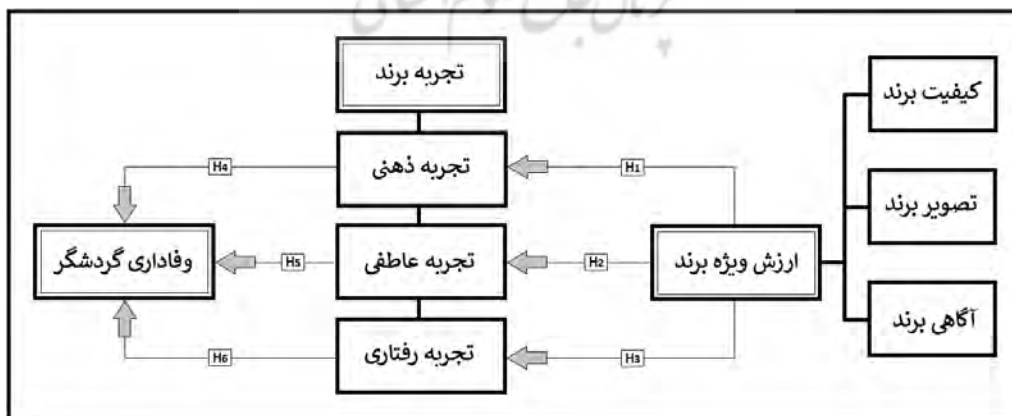 تجربه برند
کیفیت برند
تجربه ذهنی
H4
H1
تصویر برند
وفاداری گردشگر
H5
تجربه عاطفی
H2
ارزش ویژه برند
آگاهی برند
تجربه رفتاری
H6
H3